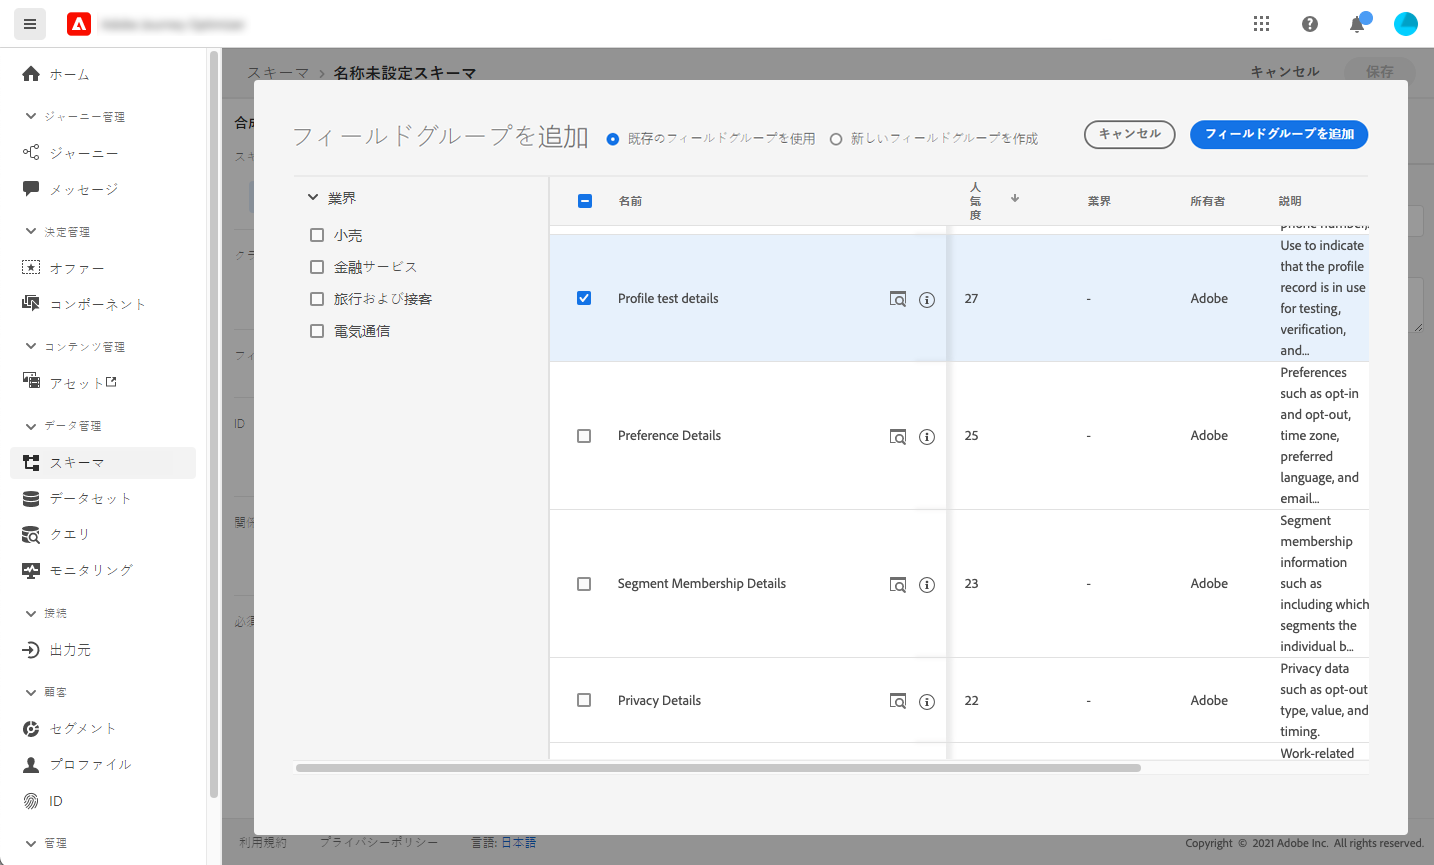 ホーム
ジャーニー管理
ジャーニー
メッセージ
決定管理
オファー
コンポーネント
コンテンツ管理
アセット
データ管理
スキーマ
データセット
クエリ
モニタリング
接続
出力元
顧客
セグメント
プロファイル
ID
管理
スキーマ › 名称未設定スキーマ
キャンセル
保存
ID
フィールドグループを追加
既存のフィールドグループを使用
新しいフィールドグループを作成
キャンセル
フィールドグループを追加
業界
小売
金融サービス
旅行および接客
電気通信
名前
人気度
業界
所有者
説明
Profile test details
27
-
Adobe
Use to indicate
that the profile
record is in use
for testing,
verification,
and...
Preference Details
25
-
Adobe
Preferences
such as opt-in
and opt-out,
time zone,
preferred
language, and
email...
Segment Membership Details
23
-
Adobe
Segment
membership
information
such as
including which
segments the
individual b...
Privacy Details
22
-
Adobe
Privacy data
such as opt-out
type, value, and
timing.
Work-related
利用規約
プライバシーポリシー
言語: 日本語
Copyright © 2021 Adobe Inc. All rights reserved.